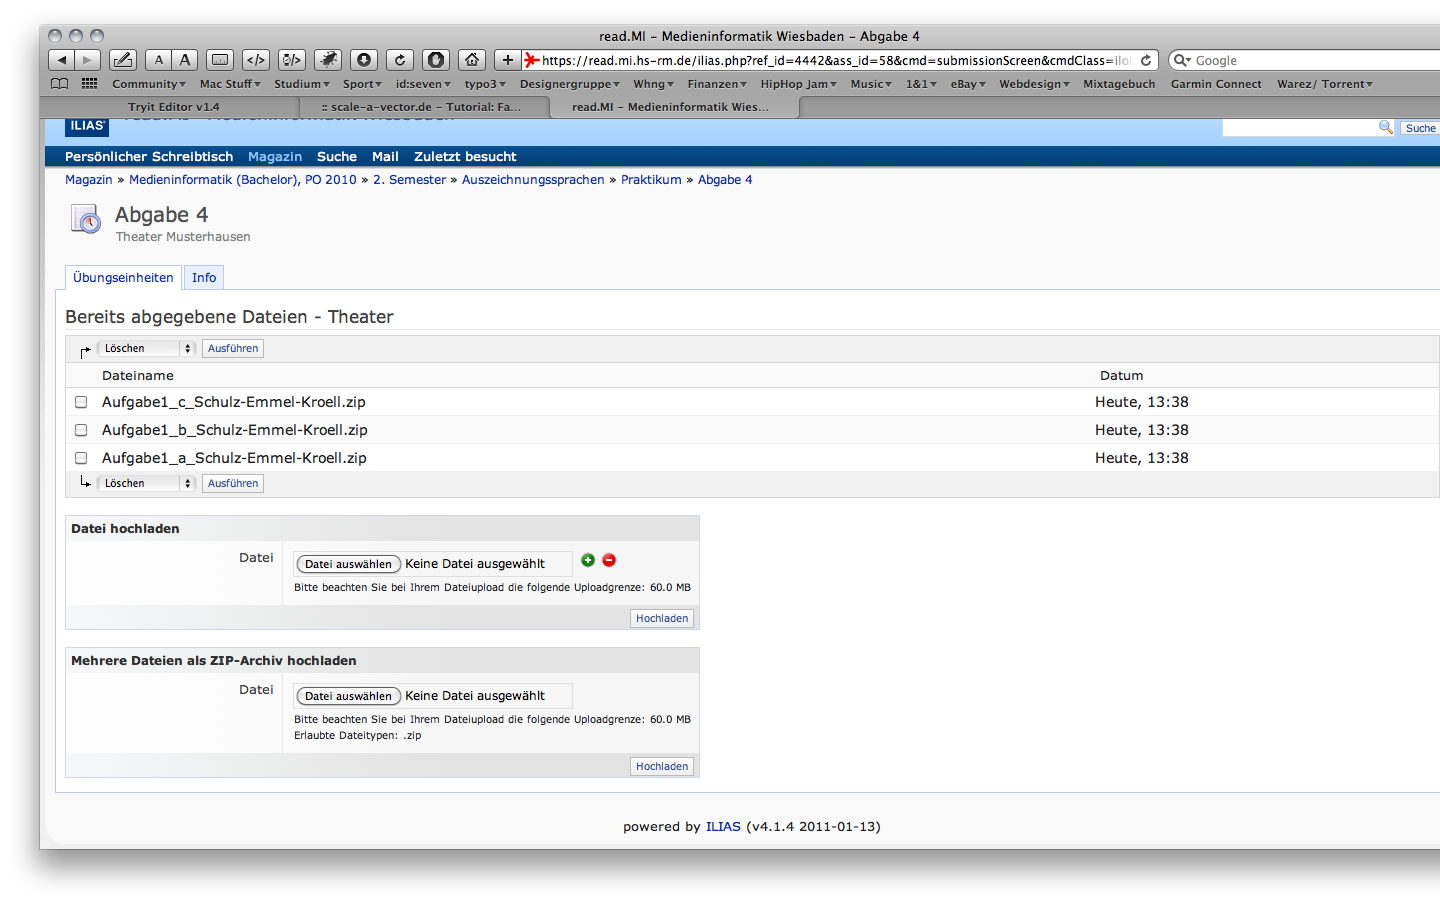 read.MI – Medieninformatik Wiesbaden – Abgabe 4
A A </> https://read.mi.hs-rm.de/ilias.php?ref_id=4442&ass_id=58&cmd=submissionScreen&cmdClass=ilo Google
Community Mac Stuff Studium Sport id:seven typo3 Designergruppe Whng Finanzen HipHop Jam Music 1&1 eBay Webdesign Mixtagebuch Garmin Connect Warez/ Torrent
Tryit Editor v1.4 :: scale-a-vector.de – Tutorial: Fa... read.MI – Medieninformatik Wies...
ILIAS Suche
Persönlicher Schreibtisch Magazin Suche Mail Zuletzt besucht
Magazin » Medieninformatik (Bachelor), PO 2010 » 2. Semester » Auszeichnungssprachen » Praktikum » Abgabe 4
Abgabe 4
Theater Musterhausen
Übungseinheiten Info
Bereits abgegebene Dateien - Theater
Löschen Ausführen
Dateiname Datum
Aufgabe1_c_Schulz-Emmel-Kroell.zip Heute, 13:38
Aufgabe1_b_Schulz-Emmel-Kroell.zip Heute, 13:38
Aufgabe1_a_Schulz-Emmel-Kroell.zip Heute, 13:38
Löschen Ausführen
Datei hochladen
Datei Datei auswählen Keine Datei ausgewählt
Bitte beachten Sie bei Ihrem Dateiupload die folgende Uploadgrenze: 60.0 MB
Hochladen
Mehrere Dateien als ZIP-Archiv hochladen
Datei Datei auswählen Keine Datei ausgewählt
Bitte beachten Sie bei Ihrem Dateiupload die folgende Uploadgrenze: 60.0 MB
Erlaubte Dateitypen: .zip
Hochladen
powered by ILIAS (v4.1.4 2011-01-13)